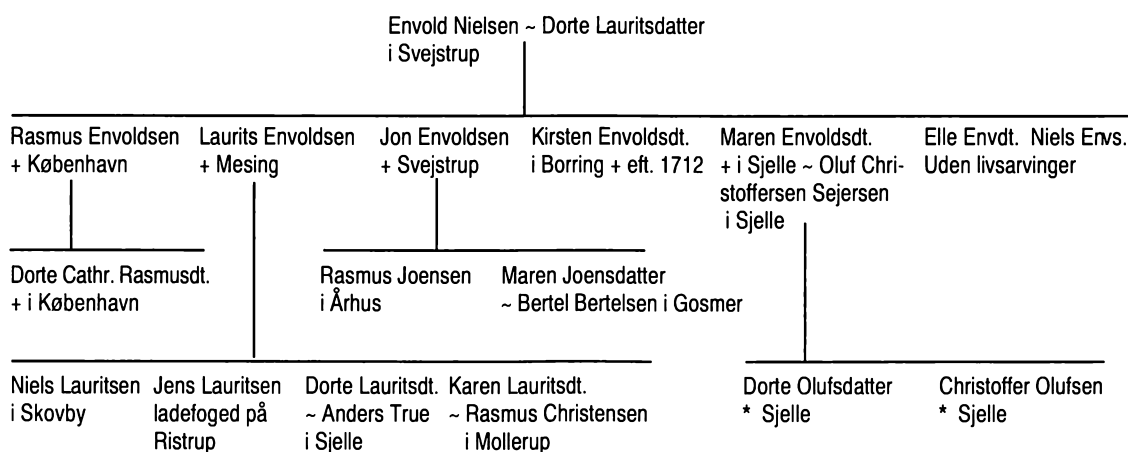 Envold Nielsen ~ Dorte Lauritsdatter
i Svejstrup
Rasmus Envoldsen
+ København
Laurits Envoldsen
+ Mesing
Jon Envoldsen
+ Svejstrup
Kirsten Envoldsdt.
i Borring + eft. 1712
Maren Envoldsdt.
+ i Sjelle ~ Oluf Chri-
stoffersen Sejersen
i Sjelle
Elle Envdt. Niels Envs.
Uden livsarvinger
Dorte Cathr. Rasmusdt.
+ i København
Rasmus Joensen
i Århus
Maren Joensdatter
~ Bertel Bertelsen i Gosmer
Niels Lauritsen
i Skovby
Jens Lauritsen
ladefoged på
Ristrup
Dorte Lauritsdt.
~ Anders True
i Sjelle
Karen Lauritsdt.
~ Rasmus Christensen
i Mollerup
Dorte Olufsdatter
* Sjelle
Christoffer Olufsen
* Sjelle